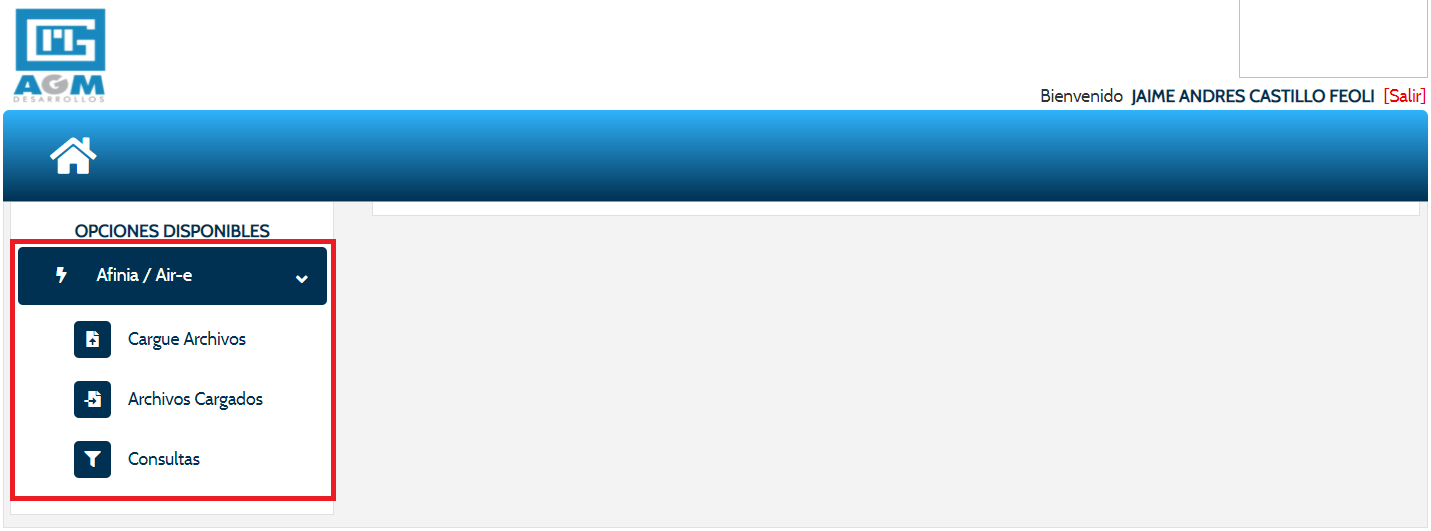 AGM
DESARROLLOS
Bienvenido JAIME ANDRES CASTILLO FEOLI [Salir]
OPCIONES DISPONIBLES
Afinia / Air-e
Cargue Archivos
Archivos Cargados
Consultas